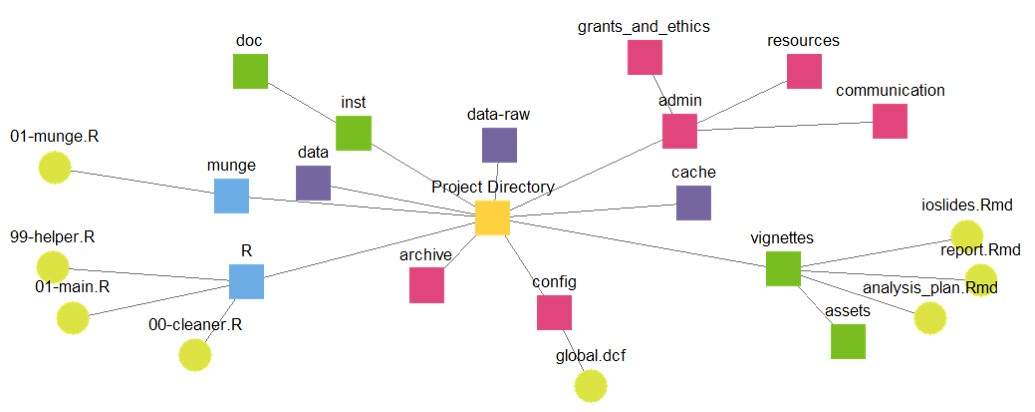 grants_and_ethics
doc
resources
communication
admin
inst
data-raw
01-munge.R
data
munge
cache
Project Directory
ioslides.Rmd
99-helper.R
vignettes
report.Rmd
R
archive
01-main.R
config
analysis_plan.Rmd
assets
00-cleaner.R
global.dcf